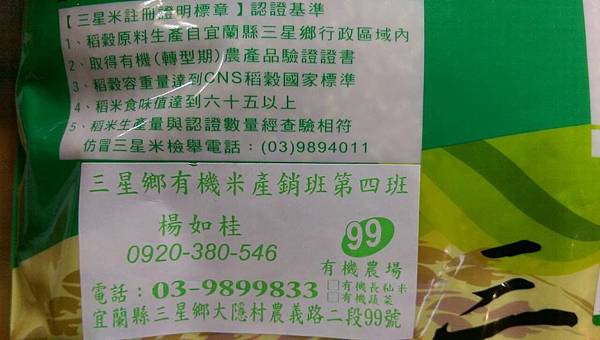 【三星米註冊證明標章】認證基準
1、稻穀原料生產自宜蘭縣三星鄉行政區域內
2、取得有機(轉型期)農產品驗證證書
3、稻穀容重量達到CNS稻穀國家標準
4、稻米食味值達到六十五以上
5、稻米生產量與認證數量經查驗相符
仿冒三星米檢舉電話：(03)9894011
三星鄉有機米產銷班第四班
楊如桂
0920-380-546
99
有機農場
電話：03-9899833
□有機長秈米
□有機蔬菜
宜蘭縣三星鄉大隱村農義路二段99號
三